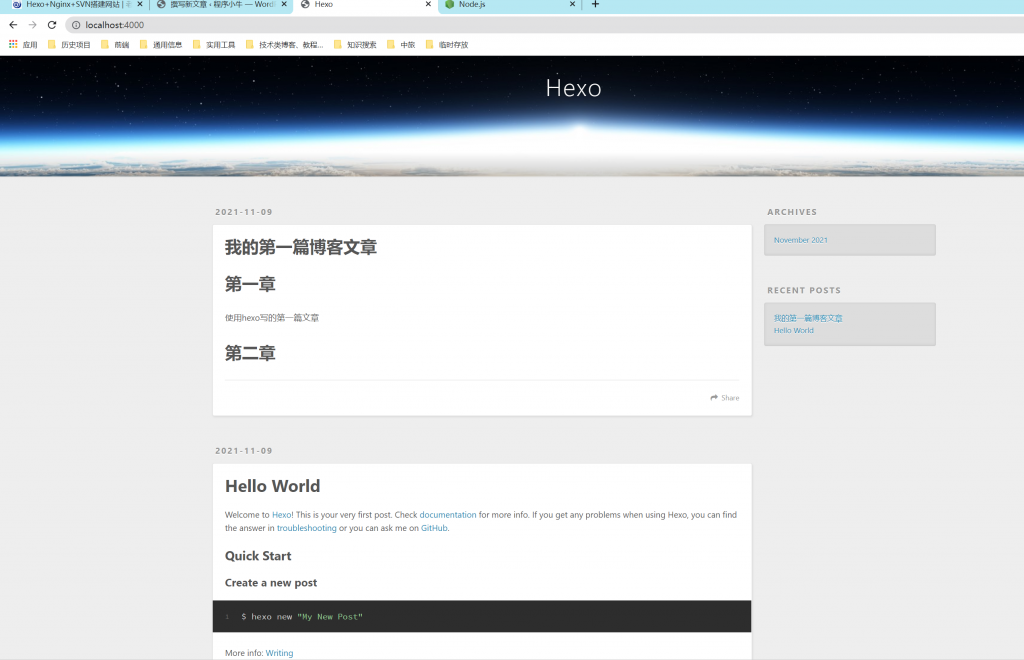 Hexo+Nginx+SVN搭建网站 |
撰写新文章 ‹ 程序小牛 — Word
Hexo
Node.js
localhost:4000
应用 历史项目 前端 通用信息 实用工具 技术类博客、教程... 知识搜索 中旅 临时存放
Hexo
2021-11-09
我的第一篇博客文章
第一章
使用hexo写的第一篇文章
第二章
Share
2021-11-09
Hello World
Welcome to Hexo! This is your very first post. Check documentation for more info. If you get any problems when using Hexo, you can find
the answer in troubleshooting or you can ask me on GitHub.
Quick Start
Create a new post
1 $ hexo new "My New Post"
More info: Writing
ARCHIVES
November 2021
RECENT POSTS
我的第一篇博客文章
Hello World